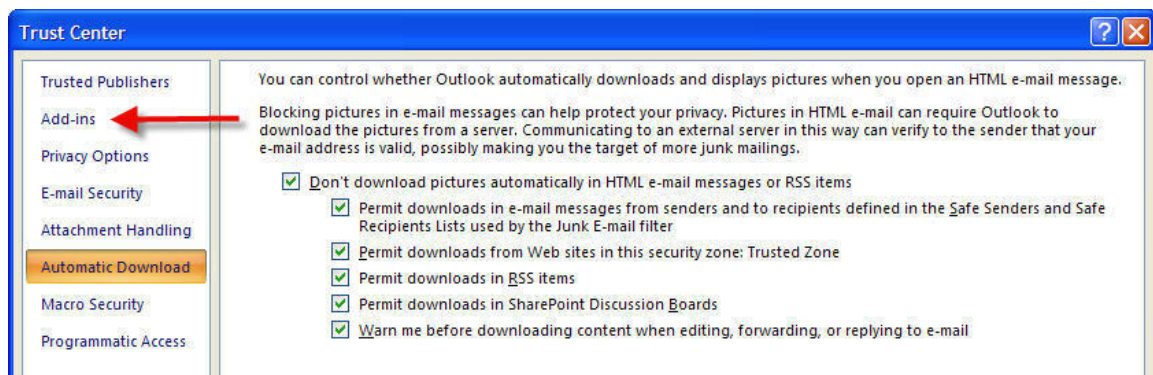 Trust Center
Trusted Publishers
Add-ins
Privacy Options
E-mail Security
Attachment Handling
Automatic Download
Macro Security
Programmatic Access
You can control whether Outlook automatically downloads and displays pictures when you open an HTML e-mail message.
Blocking pictures in e-mail messages can help protect your privacy. Pictures in HTML e-mail can require Outlook to
download the pictures from a server. Communicating to an external server in this way can verify to the sender that your
e-mail address is valid, possibly making you the target of more junk mailings.
Don't download pictures automatically in HTML e-mail messages or RSS items
Permit downloads in e-mail messages from senders and to recipients defined in the Safe Senders and Safe
Recipients Lists used by the Junk E-mail filter
Permit downloads from Web sites in this security zone: Trusted Zone
Permit downloads in RSS items
Permit downloads in SharePoint Discussion Boards
Warn me before downloading content when editing, forwarding, or replying to e-mail